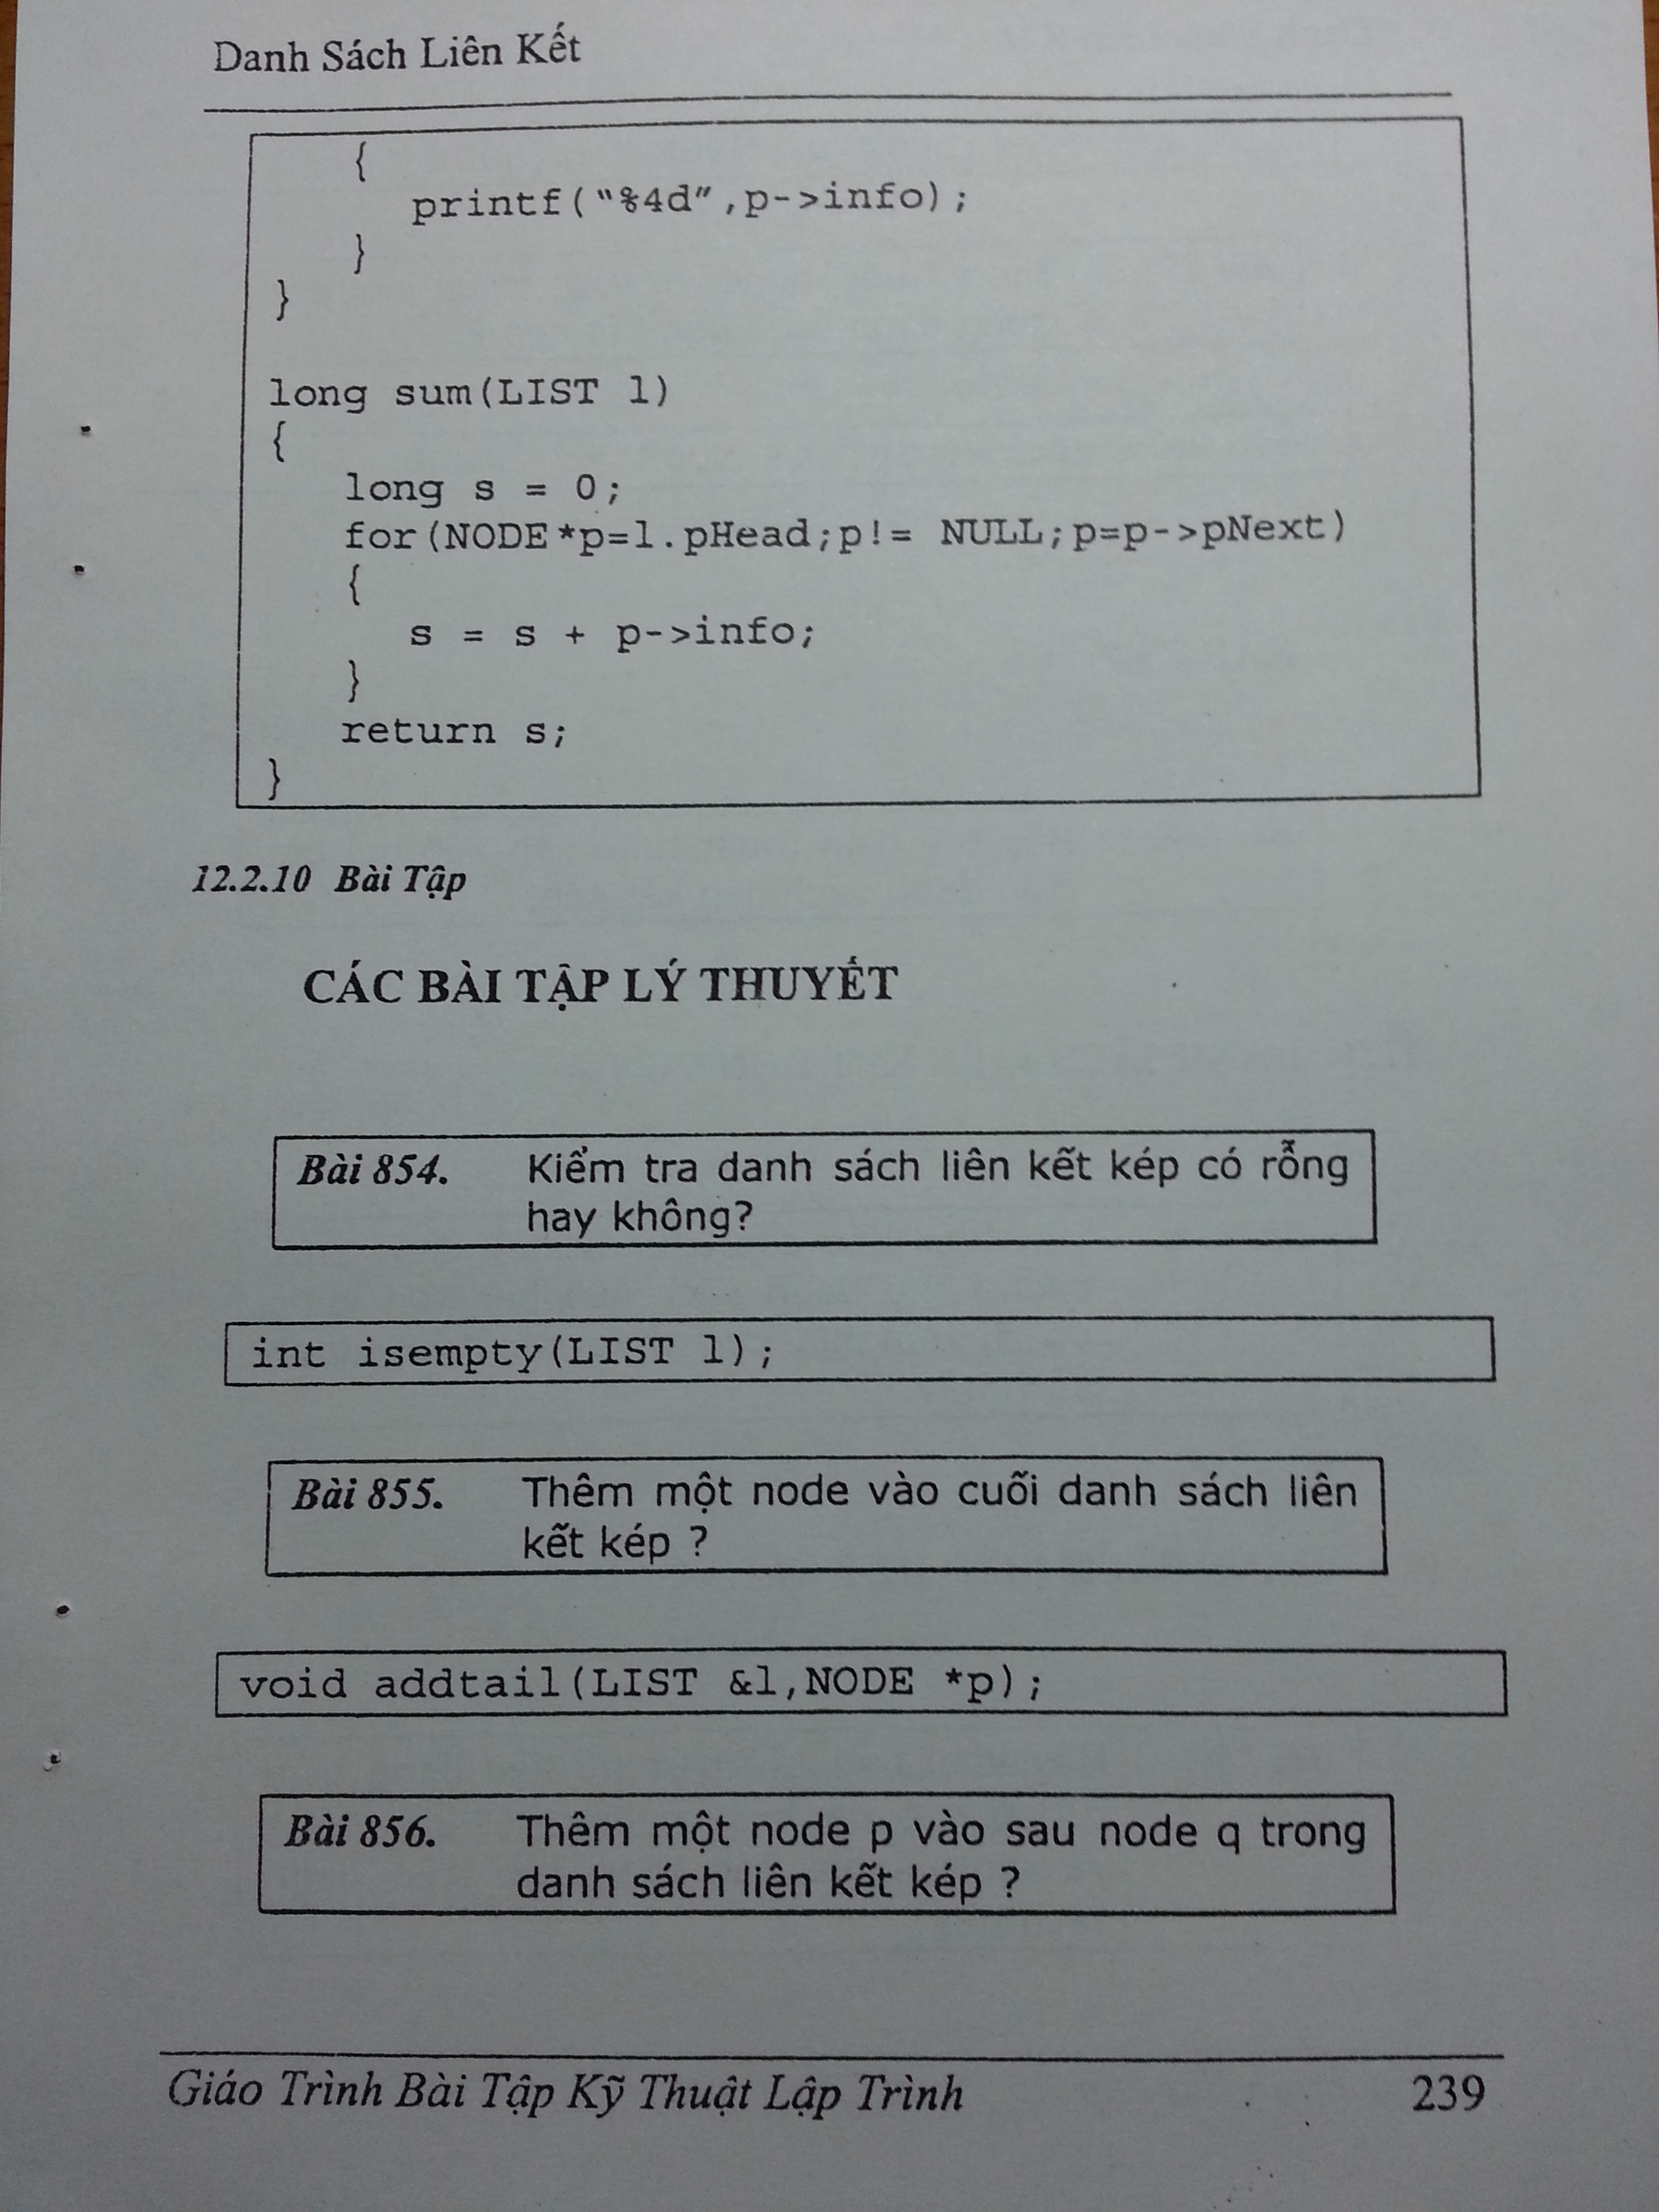 Danh Sách Liên Kết
{
printf("%4d",p->info);
}
}
long sum(LIST l)
{
long s = 0;
for(NODE*p=l.pHead;p!= NULL;p=p->pNext)
{
s = s + p->info;
}
return s;
}
12.2.10 Bài Tập
CÁC BÀI TẬP LÝ THUYẾT
Bài 854. Kiểm tra danh sách liên kết kép có rỗng
hay không?
int isempty(LIST l);
Bài 855. Thêm một node vào cuối danh sách liên
kết kép ?
void addtail(LIST &l,NODE *p);
Bài 856. Thêm một node p vào sau node q trong
danh sách liên kết kép ?
Giáo Trình Bài Tập Kỹ Thuật Lập Trình 239